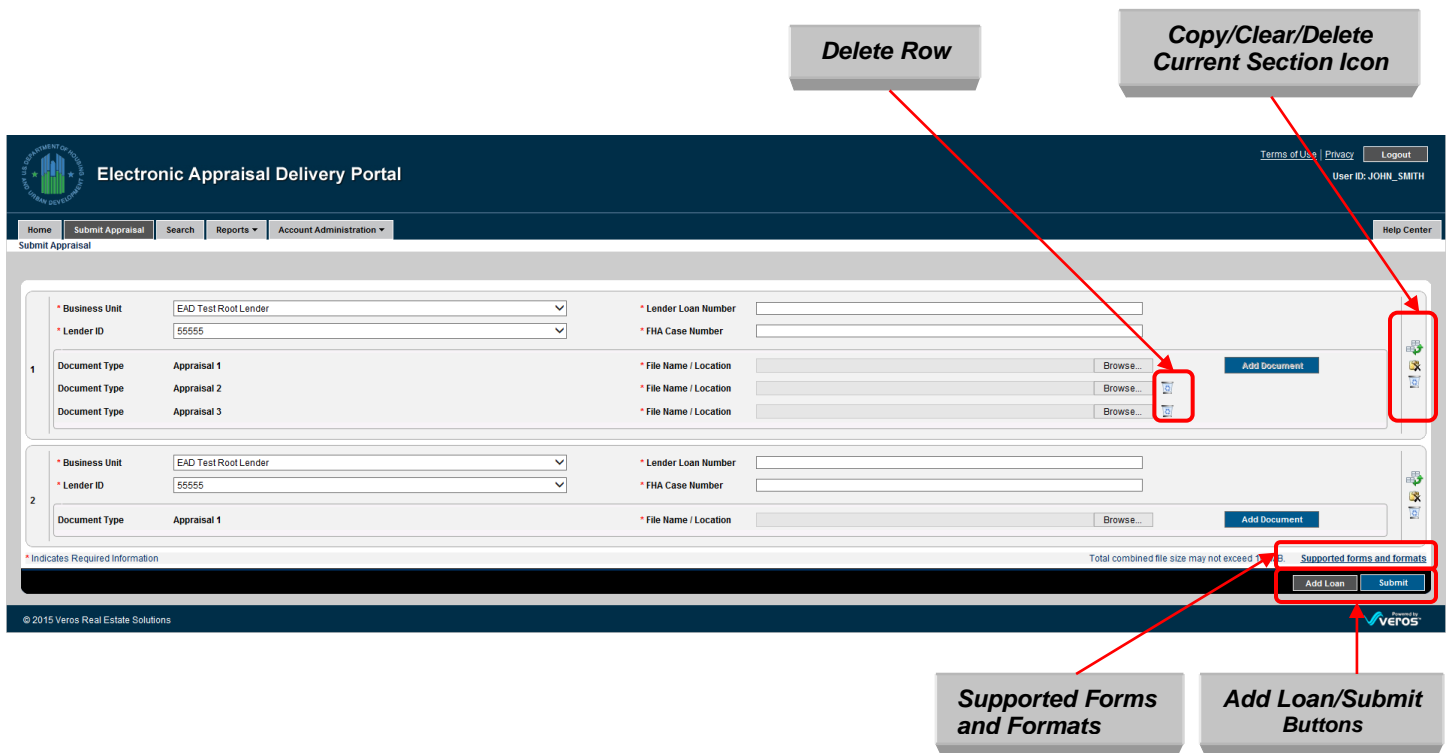 Delete Row
Copy/Clear/Delete
Current Section Icon
U.S. DEPARTMENT OF HOUSING
AND URBAN DEVELOPMENT
Electronic Appraisal Delivery Portal
Terms of Use | Privacy Logout
User ID: JOHN_SMITH
Home Submit Appraisal Search Reports Account Administration Help Center
Submit Appraisal
* Business Unit EAD Test Root Lender * Lender Loan Number
* Lender ID 55555 * FHA Case Number
1 Document Type Appraisal 1 * File Name / Location Browse... Add Document
Document Type Appraisal 2 * File Name / Location Browse...
Document Type Appraisal 3 * File Name / Location Browse...
* Business Unit EAD Test Root Lender * Lender Loan Number
* Lender ID 55555 * FHA Case Number
2
Document Type Appraisal 1 * File Name / Location Browse... Add Document
* Indicates Required Information Total combined file size may not exceed Supported forms and formats
Add Loan Submit
© 2015 Veros Real Estate Solutions Powered by
veros
Supported Forms
and Formats
Add Loan/Submit
Buttons